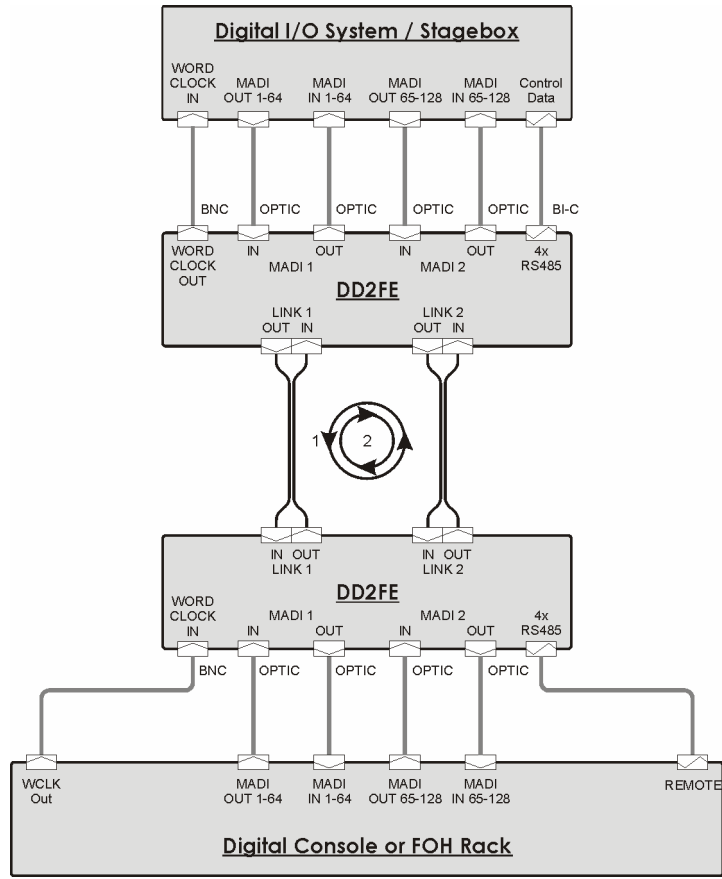 Digital I/O System / Stagebox
WORD CLOCK IN
MADI OUT 1-64
MADI IN 1-64
MADI OUT 65-128
MADI IN 65-128
Control Data
BNC OPTIC OPTIC OPTIC OPTIC BI-C
WORD CLOCK OUT
IN OUT IN OUT
4x RS485
MADI 1 MADI 2
DD2FE
LINK 1 LINK 2
OUT IN OUT IN
1 2
IN OUT IN OUT
LINK 1 LINK 2
DD2FE
WORD CLOCK IN
MADI 1 MADI 2
IN OUT IN OUT
4x RS485
BNC OPTIC OPTIC OPTIC OPTIC
WCLK Out
MADI OUT 1-64
MADI IN 1-64
MADI OUT 65-128
MADI IN 65-128
REMOTE
Digital Console or FOH Rack